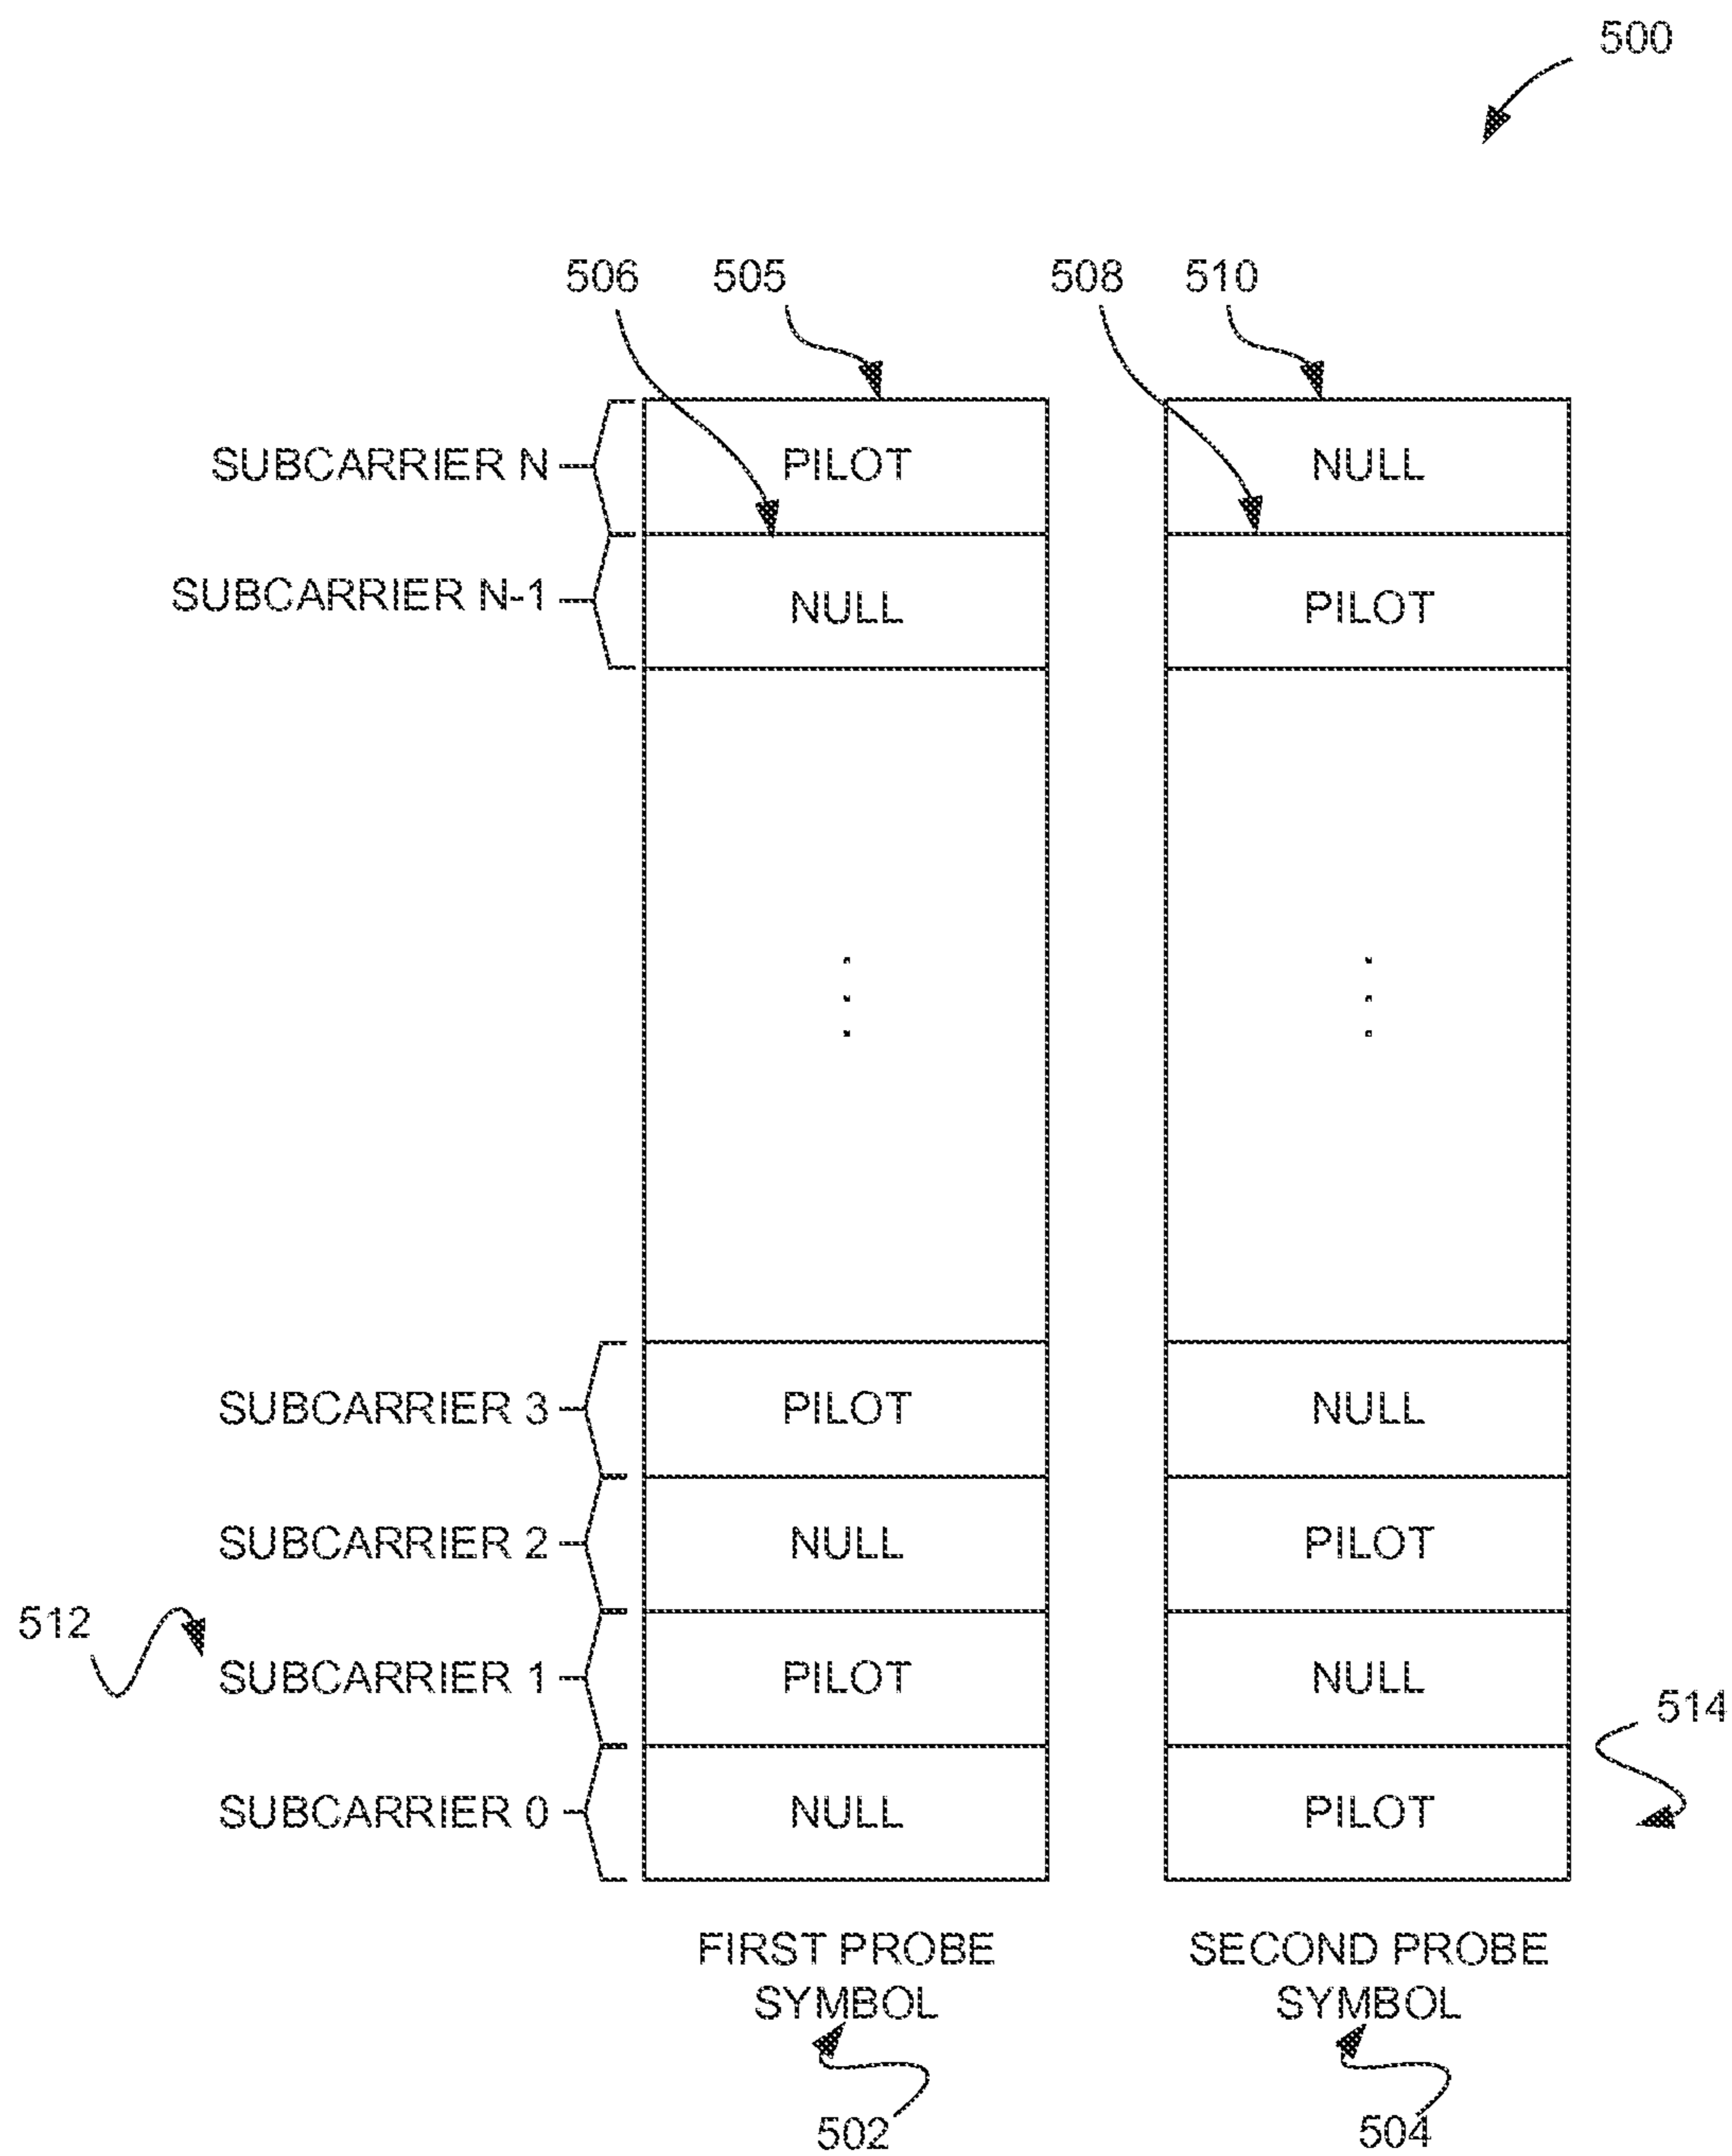 500
506 505 508 510
SUBCARRIER N PILOT NULL
SUBCARRIER N-1 NULL PILOT
SUBCARRIER 3 PILOT NULL
SUBCARRIER 2 NULL PILOT
512
SUBCARRIER 1 PILOT NULL
514
SUBCARRIER 0 NULL PILOT
FIRST PROBE
SYMBOL
SECOND PROBE
SYMBOL
502 504